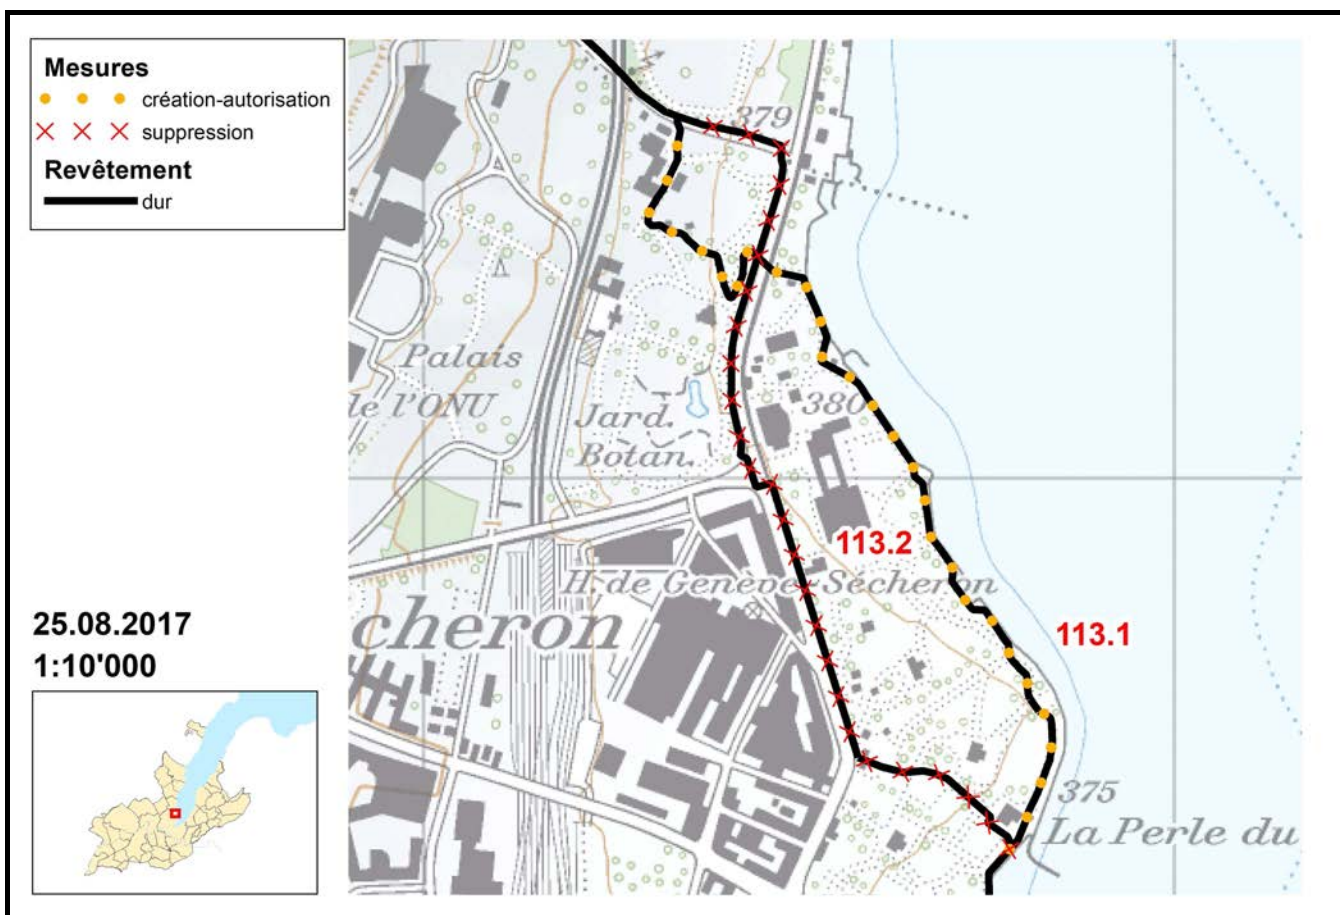 Mesures
création-autorisation
suppression
Revêtement
dur
379
Palais
de l'ONU
Jard.
Botan.
380
113.2
H. de Genève-Sécheron
cheron
113.1
25.08.2017
1:10'000
375
La Perle du